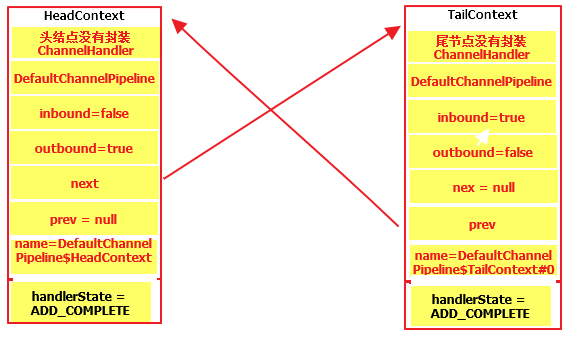 HeadContext
头结点没有封装
ChannelHandler
DefaultChannelPipeline
inbound=false
outbound=true
next
prev = null
name=DefaultChannel
Pipeline$HeadContext
handlerState =
ADD_COMPLETE
TailContext
尾节点没有封装
ChannelHandler
DefaultChannelPipeline
inbound=true
outbound=false
nex = null
prev
name=DefaultChannel
Pipeline$TailContext#0
handlerState =
ADD_COMPLETE